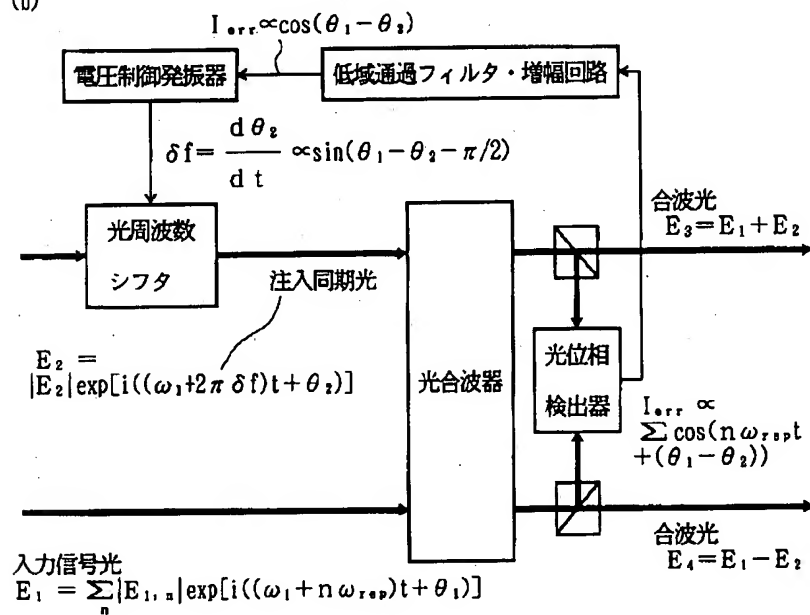 (b)
I err∝cos(θ1−θ2)
電圧制御発振器
低域通過フィルタ・増幅回路
δf= dθ2/dt ∝sin(θ1−θ2−π/2)
光周波数
シフタ
注入同期光
合波光
E3=E1+E2
E2 =
|E2|exp[i((ω1+2πδf)t+θ2)]
光合波器
光位相
検出器
I err ∝
∑cos(nωrep t
+(θ1−θ2))
合波光
E4=E1−E2
入力信号光
E1 = ∑n|E1,n|exp[i((ω1+nωrep)t+θ1)]